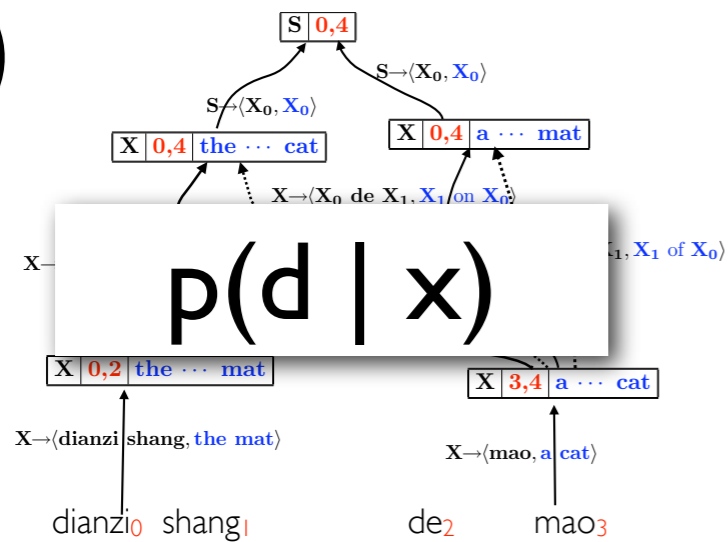 S 0,4
S→⟨X₀, X₀⟩
S→⟨X₀, X₀⟩
X 0,4 the ··· cat
X 0,4 a ··· mat
X→⟨X₀ de X₁, X₁ on X₀⟩
X→
X₁, X₁ of X₀⟩
p(d | x)
X 0,2 the ··· mat
X 3,4 a ··· cat
X→⟨dianzi shang, the mat⟩
X→⟨mao, a cat⟩
dianzi₀ shang₁ de₂ mao₃